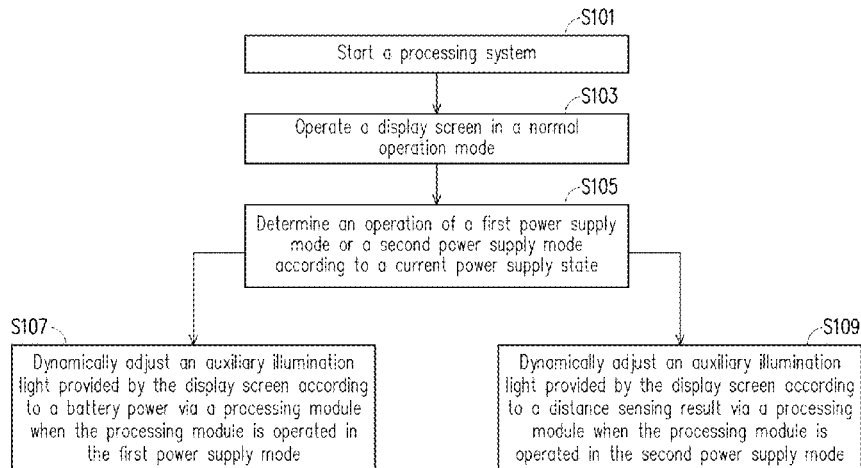 S101
Start a processing system
S103
Operate a display screen in a normal
operation mode
S105
Determine an operation of a first power supply
mode or a second power supply mode
according to a current power supply state
S107
Dynamically adjust an auxiliary illumination
light provided by the display screen according
to a battery power via a processing module
when the processing module is operated in
the first power supply mode
S109
Dynamically adjust an auxiliary illumination
light provided by the display screen according
to a distance sensing result via a processing
module when the processing module is
operated in the second power supply mode